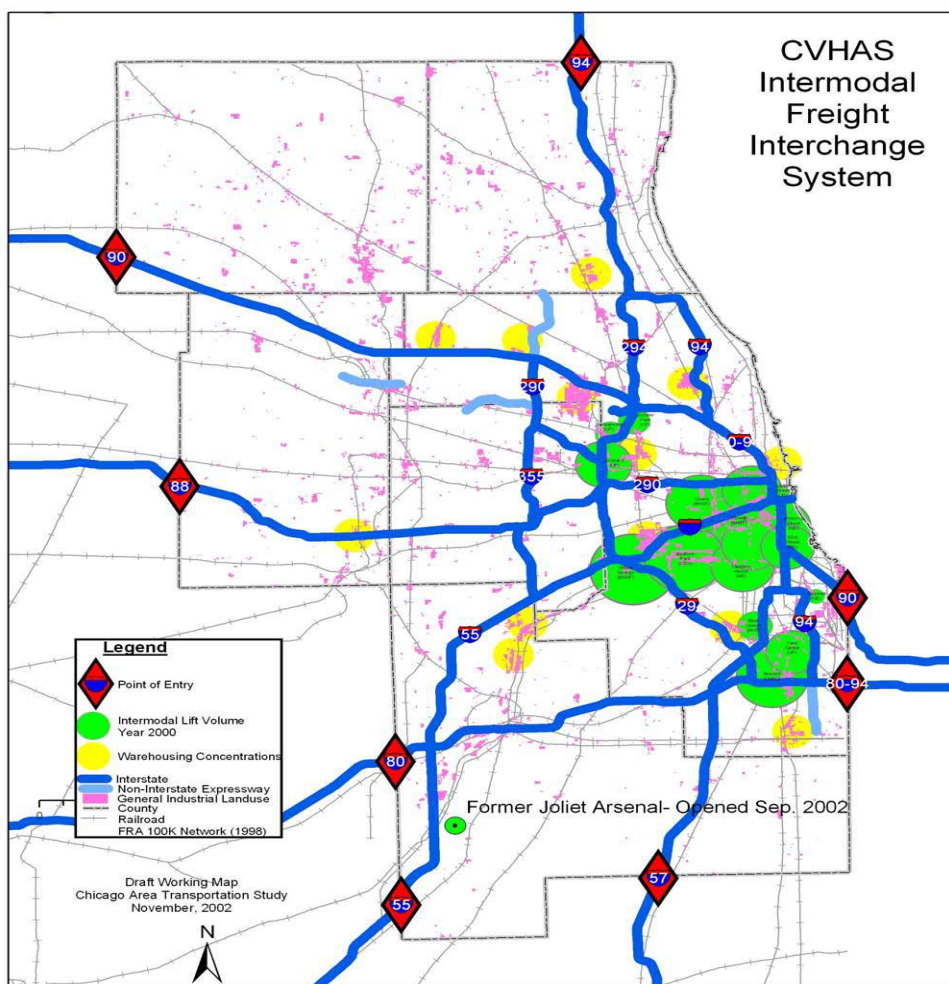 CVHAS
Intermodal
Freight
Interchange
System
94
90
294
94
290
0-9
88
355
290
90
29
94
55
80-94
80
Former Joliet Arsenal- Opened Sep. 2002
57
55
Legend
Point of Entry
Intermodal Lift Volume
Year 2000
Warehousing Concentrations
Interstate
Non-Interstate Expressway
General Industrial Landuse
County
Railroad
FRA 100K Network (1998)
0
Draft Working Map
Chicago Area Transportation Study
November, 2002
N